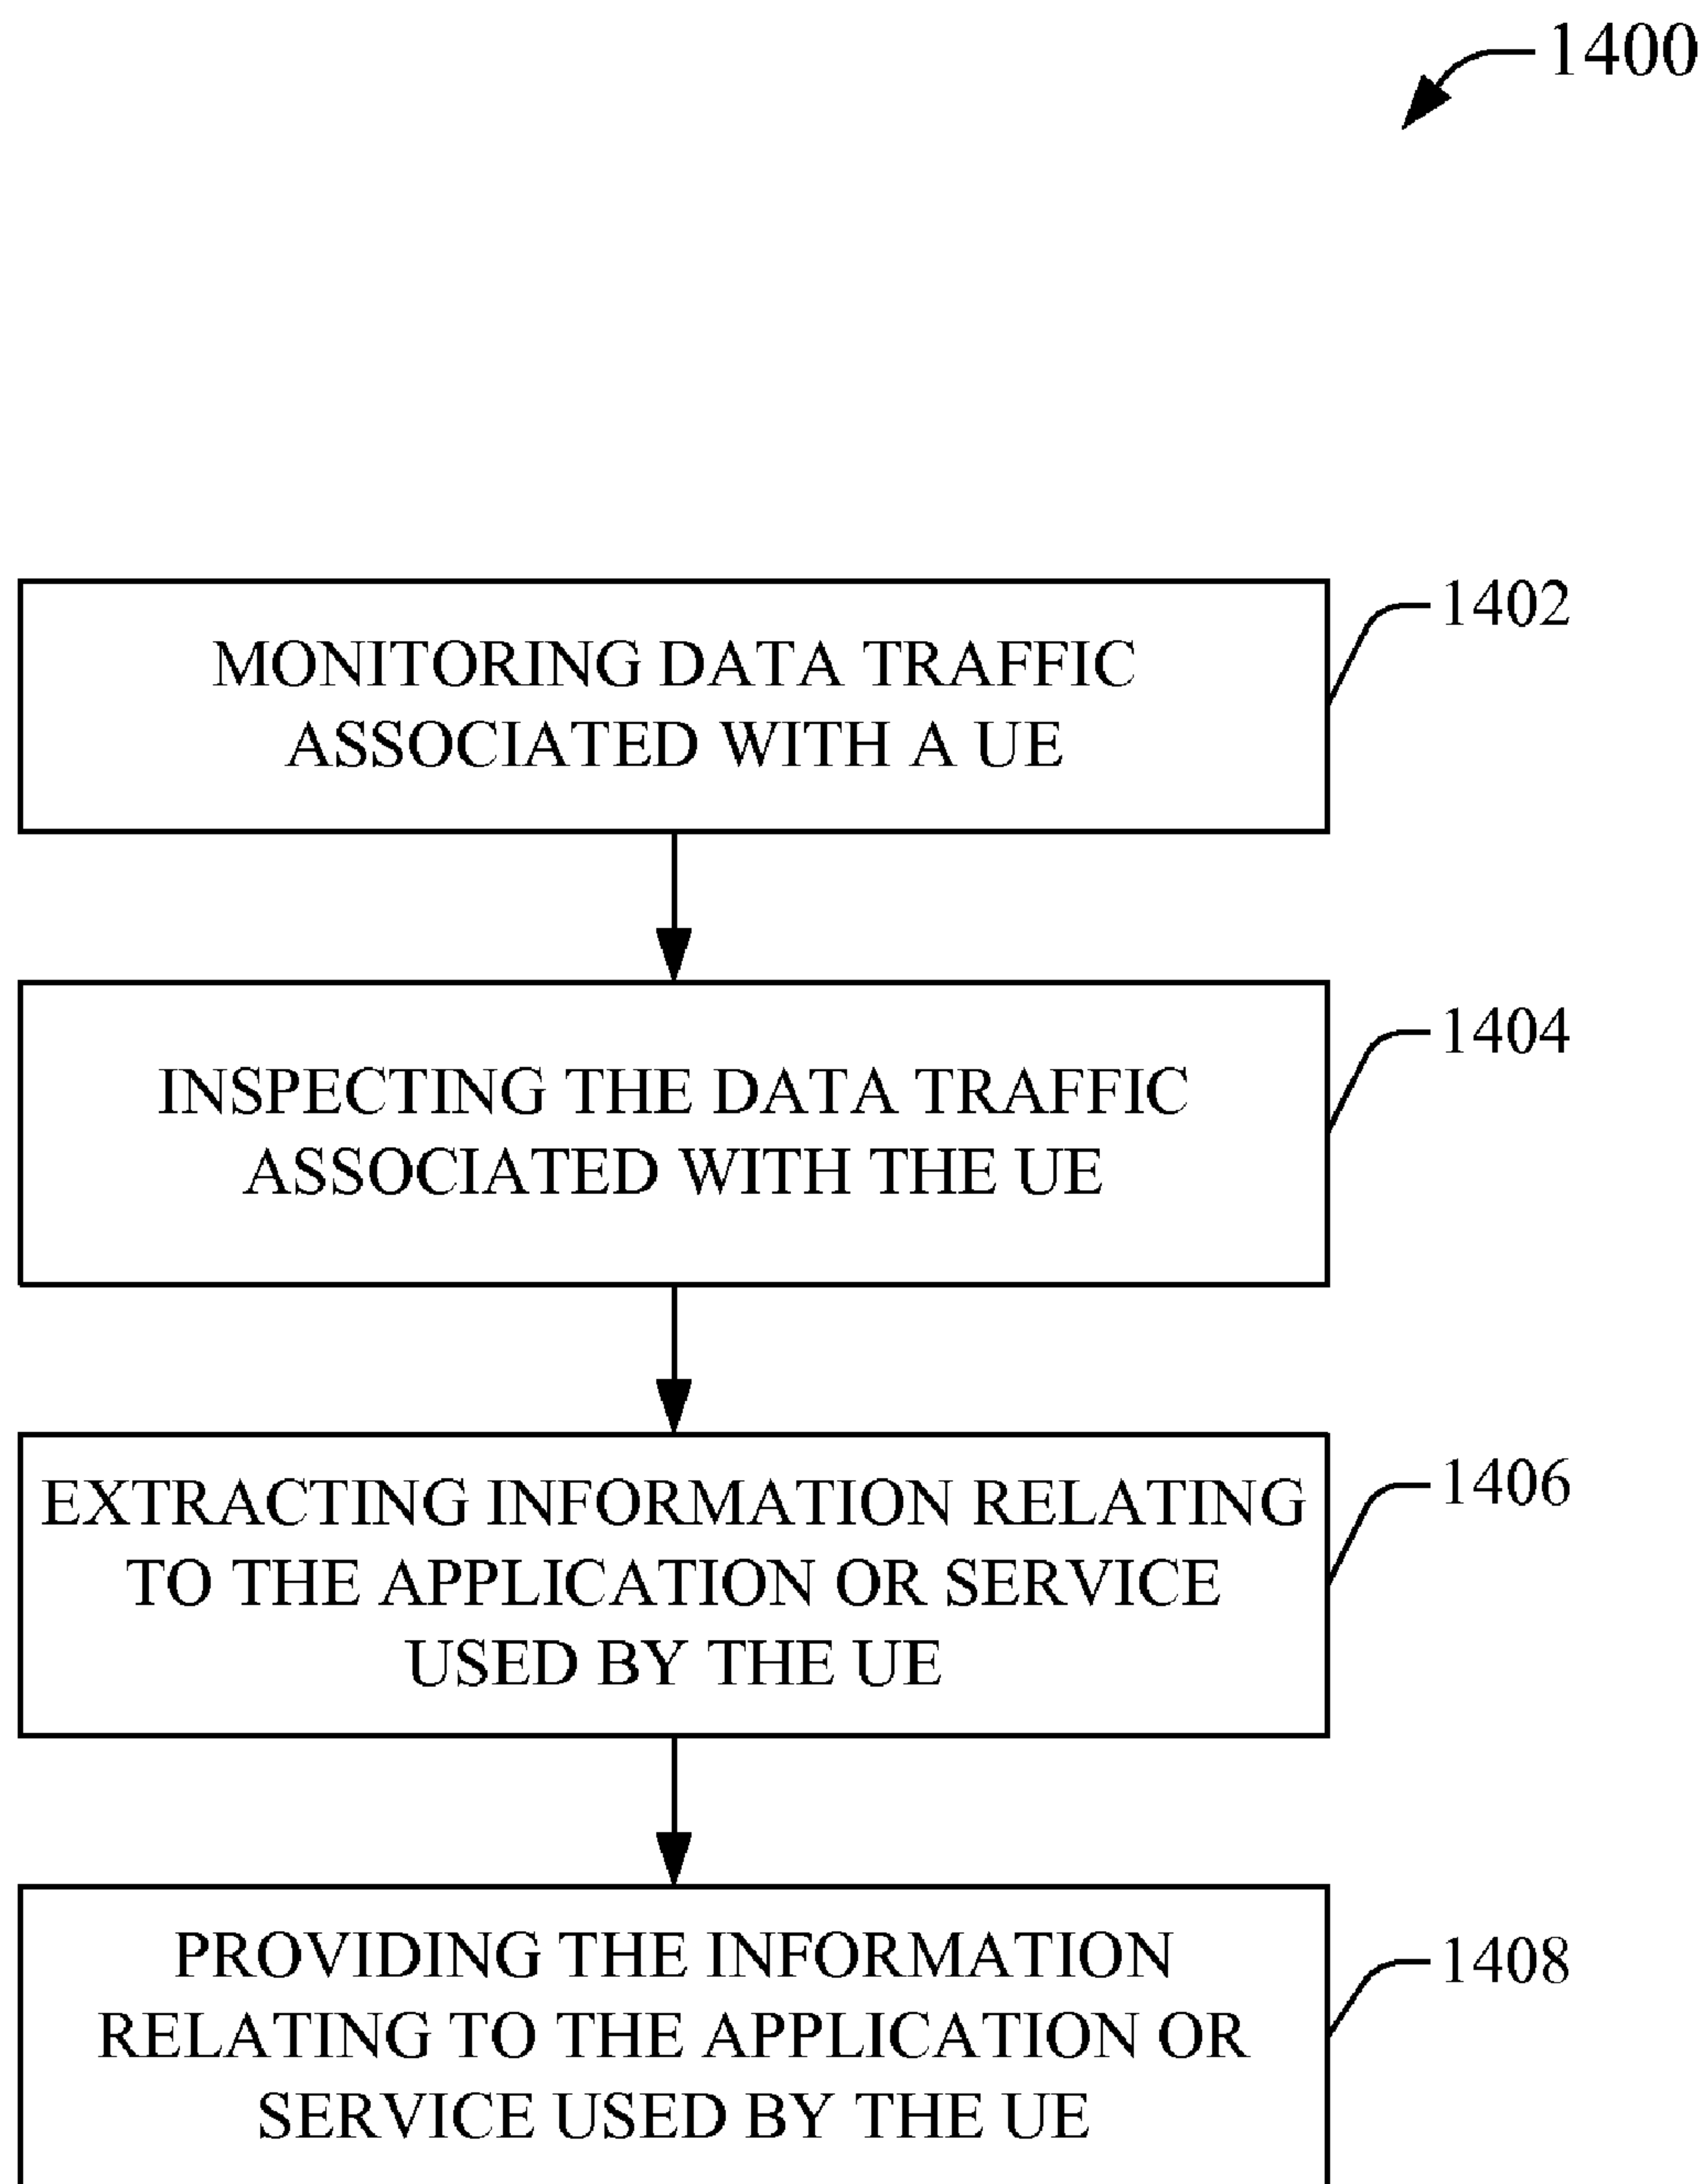 1400
MONITORING DATA TRAFFIC
ASSOCIATED WITH A UE
1402
INSPECTING THE DATA TRAFFIC
ASSOCIATED WITH THE UE
1404
EXTRACTING INFORMATION RELATING
TO THE APPLICATION OR SERVICE
USED BY THE UE
1406
PROVIDING THE INFORMATION
RELATING TO THE APPLICATION OR
SERVICE USED BY THE UE
1408